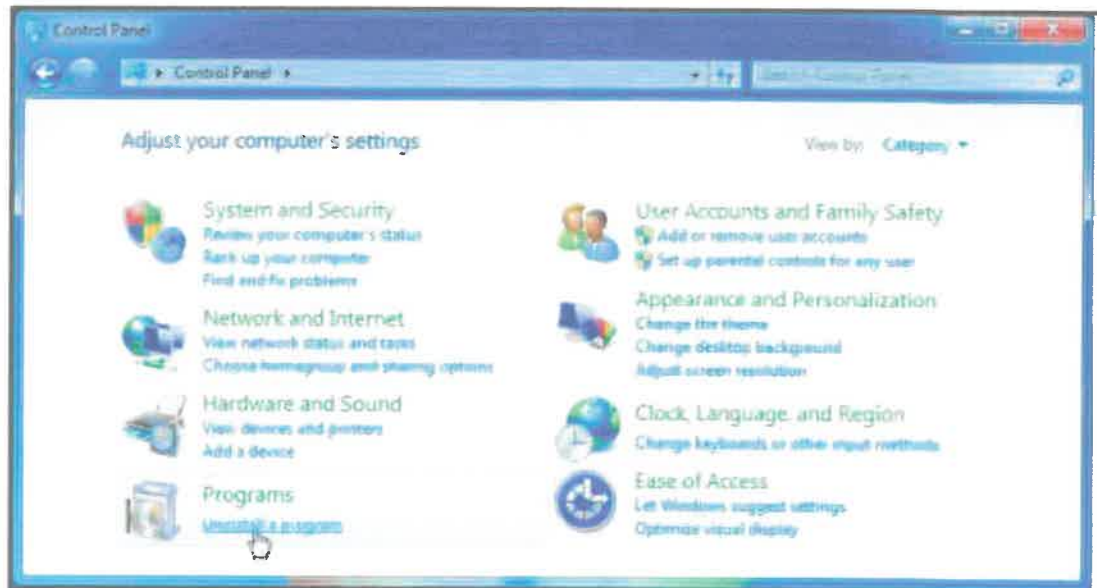 Control Panel
Control Panel
Adjust your computer's settings
View by: Category
System and Security
Review your computer's status
Back up your computer
Find and fix problems
Network and Internet
View network status and tasks
Choose homegroup and sharing options
Hardware and Sound
View devices and printers
Add a device
Programs
Uninstall a program
User Accounts and Family Safety
Add or remove user accounts
Set up parental controls for any user
Appearance and Personalization
Change the theme
Change desktop background
Adjust screen resolution
Clock, Language, and Region
Change keyboards or other input methods
Ease of Access
Let Windows suggest settings
Optimize visual display